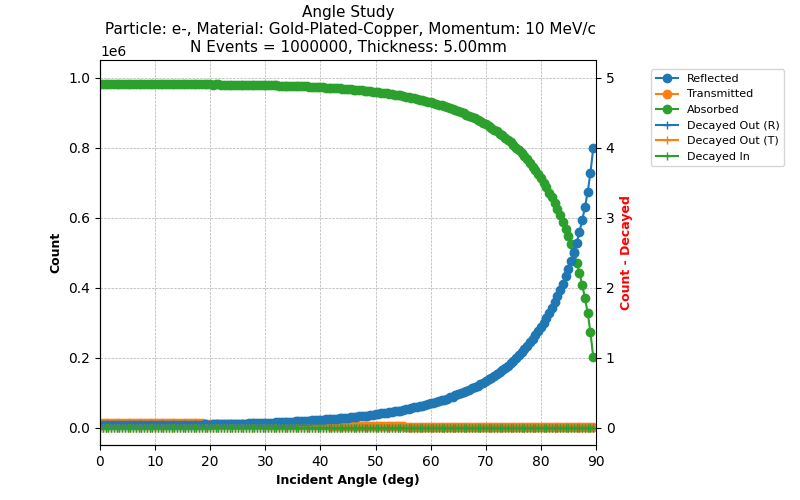 Angle Study
Particle: e-, Material: Gold-Plated-Copper, Momentum: 10 MeV/c
N Events = 1000000, Thickness: 5.00mm
1e6
1.0
0.8
0.6
0.4
0.2
0.0
Count
0 10 20 30 40 50 60 70 80 90
Incident Angle (deg)
5
4
3
2
1
0
Count - Decayed
Reflected
Transmitted
Absorbed
Decayed Out (R)
Decayed Out (T)
Decayed In